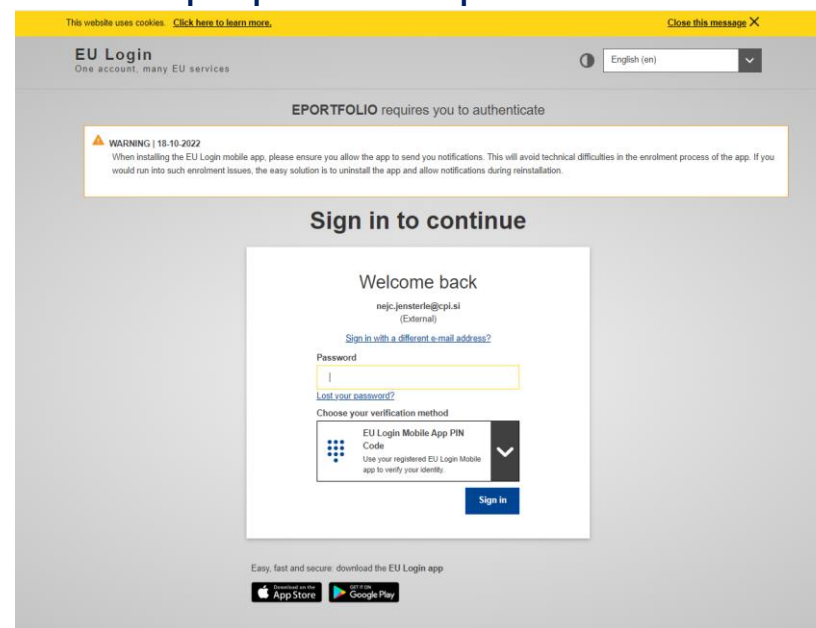 This website uses cookies. Click here to learn more. Close this message X
EU Login
One account, many EU services
English (en)
EPORTFOLIO requires you to authenticate
WARNING | 18-10-2022
When installing the EU Login mobile app, please ensure you allow the app to send you notifications. This will avoid technical difficulties in the enrolment process of the app. If you
would run into such enrolment issues, the easy solution is to uninstall the app and allow notifications during reinstallation.
Sign in to continue
Welcome back
nejc.jensterle@cpi.si
(External)
Sign in with a different e-mail address?
Password
Lost your password?
Choose your verification method
EU Login Mobile App PIN
Code
Use your registered EU Login Mobile
app to verify your identity.
Sign in
Easy, fast and secure: download the EU Login app
Download on the
App Store
GET IT ON
Google Play